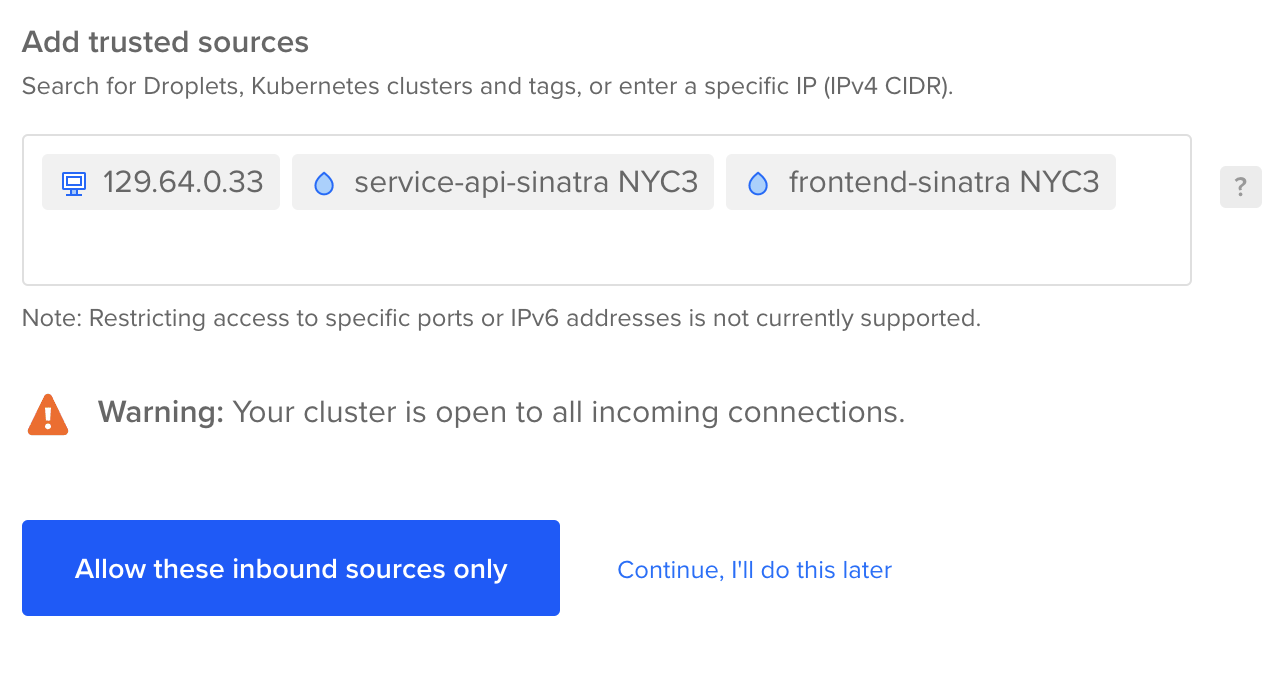 Add trusted sources
Search for Droplets, Kubernetes clusters and tags, or enter a specific IP (IPv4 CIDR).
129.64.0.33 service-api-sinatra NYC3 frontend-sinatra NYC3
?
Note: Restricting access to specific ports or IPv6 addresses is not currently supported.
Warning: Your cluster is open to all incoming connections.
Allow these inbound sources only Continue, I'll do this later